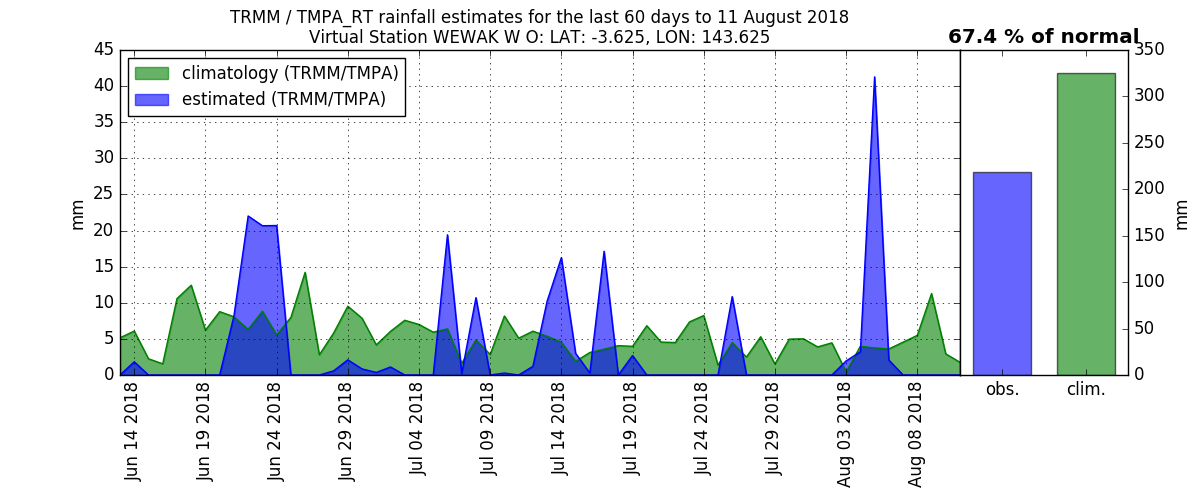 TRMM / TMPA_RT rainfall estimates for the last 60 days to 11 August 2018
Virtual Station WEWAK W O: LAT: -3.625, LON: 143.625
67.4 % of normal
climatology (TRMM/TMPA)
estimated (TRMM/TMPA)
mm
45
40
35
30
25
20
15
10
5
0
Jun 14 2018
Jun 19 2018
Jun 24 2018
Jun 29 2018
Jul 04 2018
Jul 09 2018
Jul 14 2018
Jul 19 2018
Jul 24 2018
Jul 29 2018
Aug 03 2018
Aug 08 2018
obs.
clim.
350
300
250
200
150
100
50
0
mm